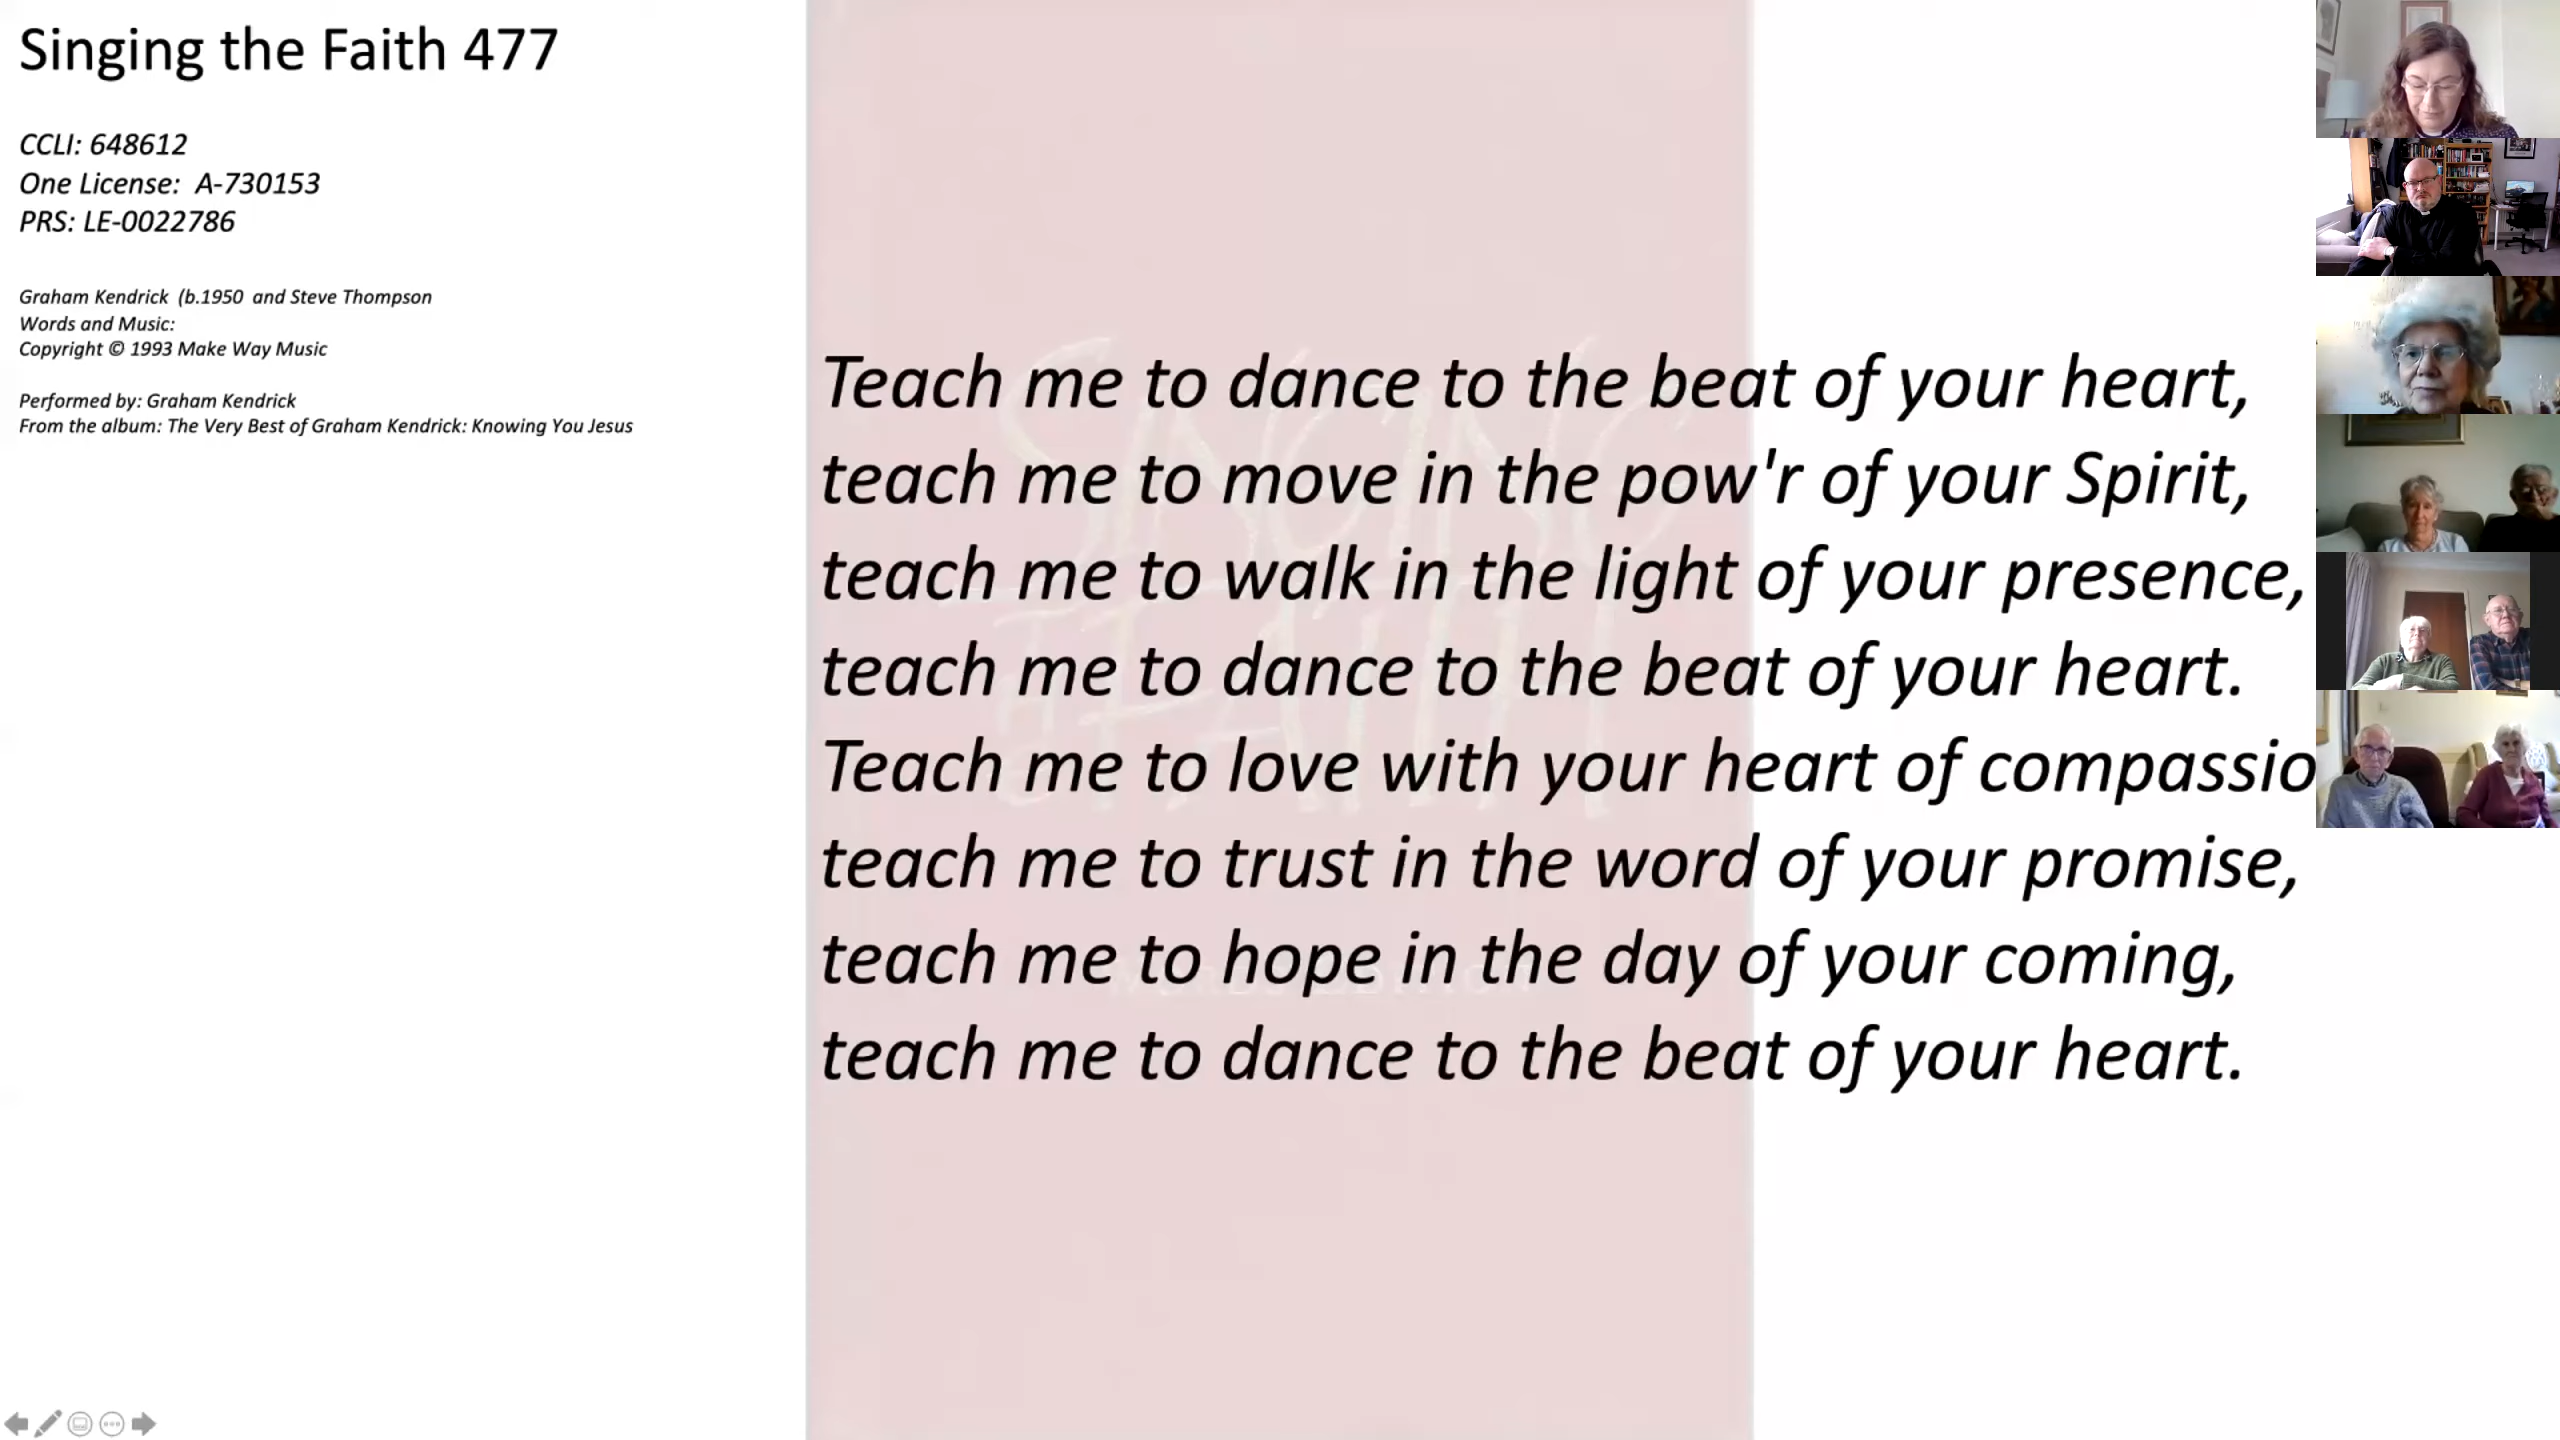 Singing the Faith 477
CCLI: 648612
One License: A-730153
PRS: LE-0022786
Graham Kendrick (b.1950 and Steve Thompson
Words and Music:
Copyright © 1993 Make Way Music
Performed by: Graham Kendrick
From the album: The Very Best of Graham Kendrick: Knowing You Jesus
Teach me to dance to the beat of your heart,
teach me to move in the pow'r of your Spirit,
teach me to walk in the light of your presence,
teach me to dance to the beat of your heart.
Teach me to love with your heart of compassio
teach me to trust in the word of your promise,
teach me to hope in the day of your coming,
teach me to dance to the beat of your heart.
SINGING
THE
FAITH